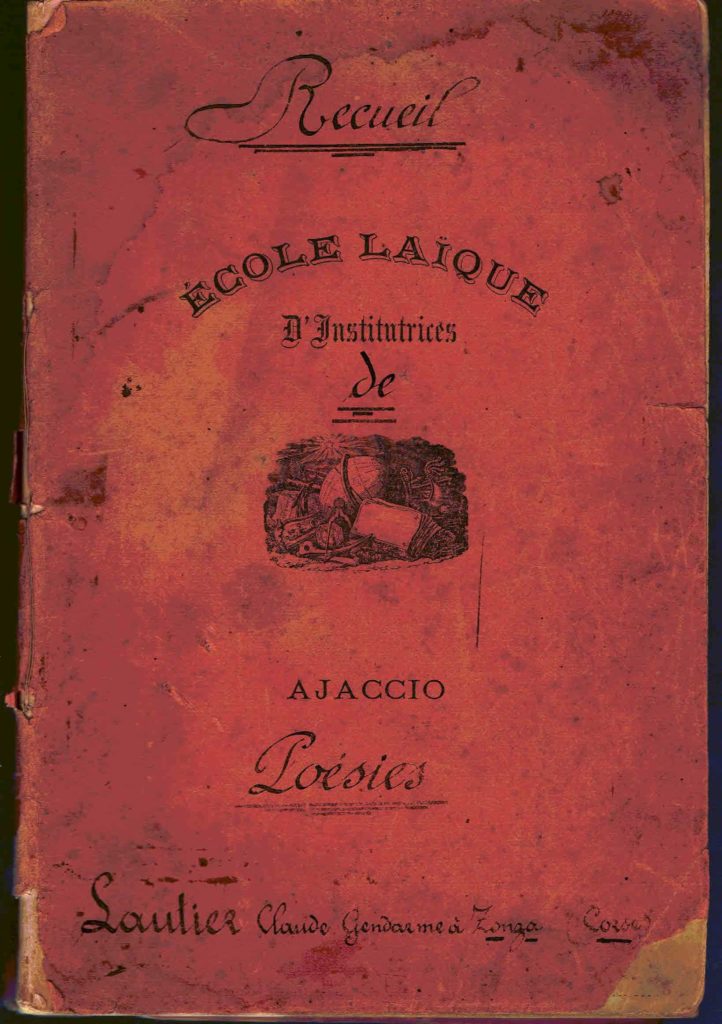 Recueil
ÉCOLE LAÏQUE
D'Institutrices
de
AJACCIO
Poésies
Lautier Claude Gendarme à Zonza (Corse)